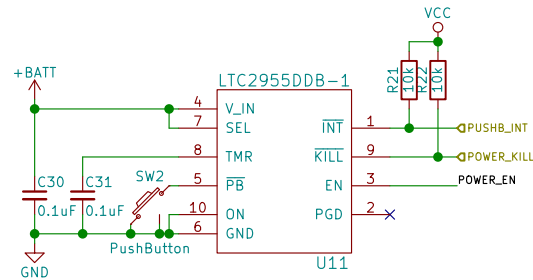 VCC
+BATT
LTC2955DDB-1
R21
10k
R22
10k
4
V_IN
7
SEL
INT
1
PUSHB_INT
8
TMR
KILL
9
POWER_KILL
C30
0.1uF
C31
0.1uF
SW2
PushButton
5
PB
EN
3
POWER_EN
10
ON
PGD
2
6
GND
U11
GND